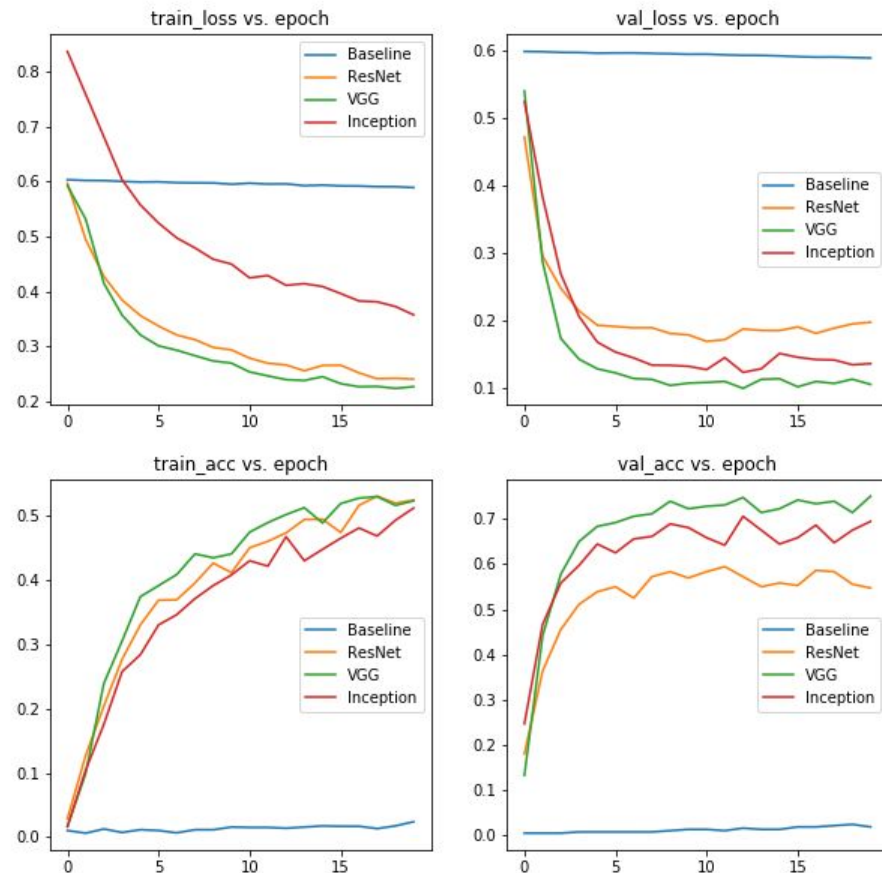 train_loss vs. epoch
0.8
0.7
0.6
0.5
0.4
0.3
0.2
0 5 10 15
Baseline
ResNet
VGG
Inception
val_loss vs. epoch
0.6
0.5
0.4
0.3
0.2
0.1
0 5 10 15
Baseline
ResNet
VGG
Inception
train_acc vs. epoch
0.5
0.4
0.3
0.2
0.1
0.0
0 5 10 15
Baseline
ResNet
VGG
Inception
val_acc vs. epoch
0.7
0.6
0.5
0.4
0.3
0.2
0.1
0.0
0 5 10 15
Baseline
ResNet
VGG
Inception